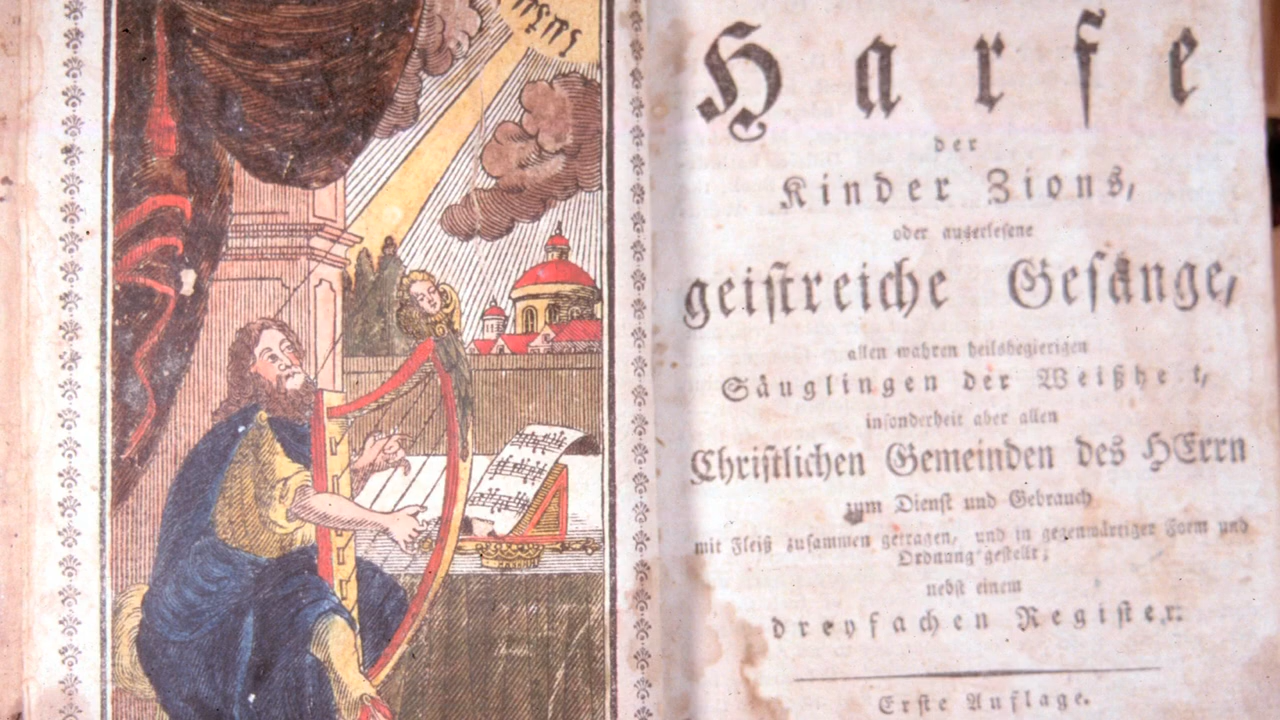 Harfe
der
Kinder Zions,
oder auserlesene
geistreiche Gesänge,
allen wahren heilsbegierigen
Säuglingen der Weißheit,
insonderheit aber allen
Christlichen Gemeinden des HErrn
zum Dienst und Gebrauch
mit Fleiß zusammen getragen, und in gegenwärtiger Form und
Ordnung gestellt;
nebst einem
dreyfachen Register.
Erste Auflage.